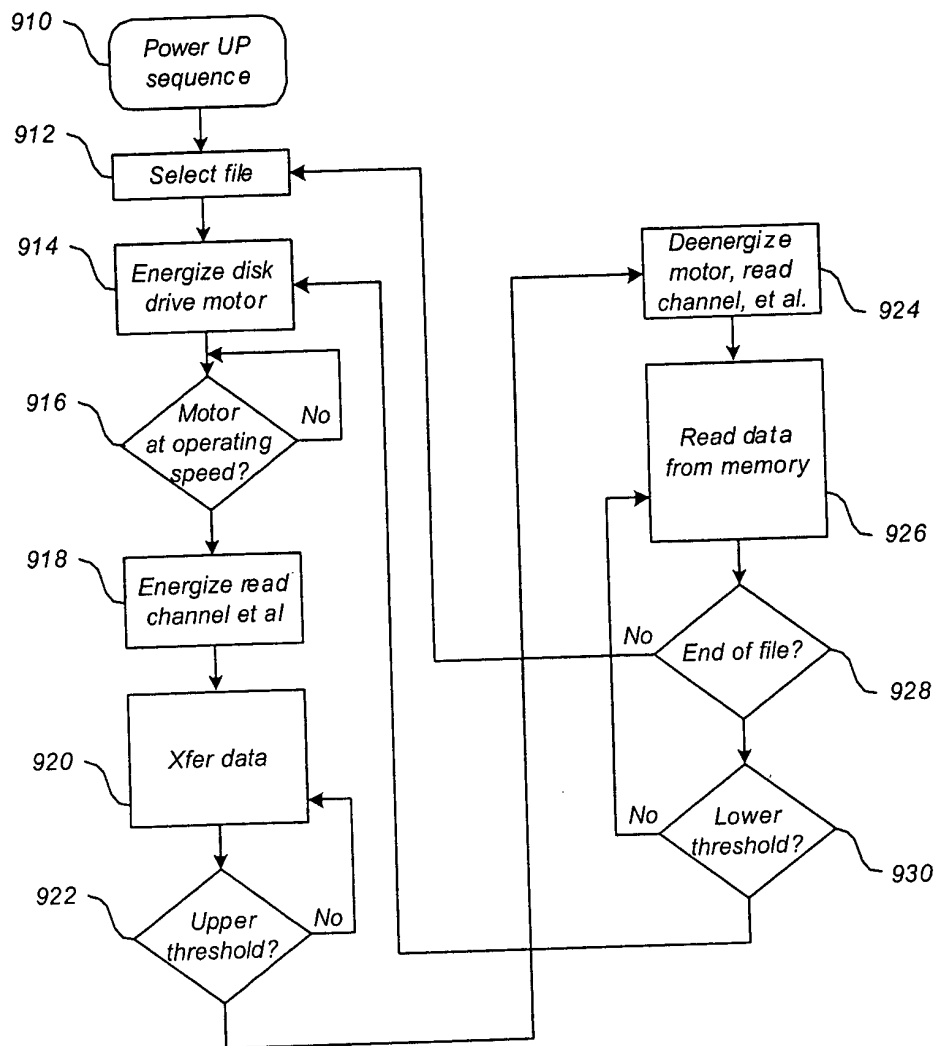 910
Power UP
sequence
912
Select file
914
Energize disk
drive motor
916
Motor
at operating
speed?
No
918
Energize read
channel et al
920
Xfer data
922
Upper
threshold?
No
Deenergize
motor, read
channel, et al.
924
Read data
from memory
926
No
End of file?
928
No
Lower
threshold?
930